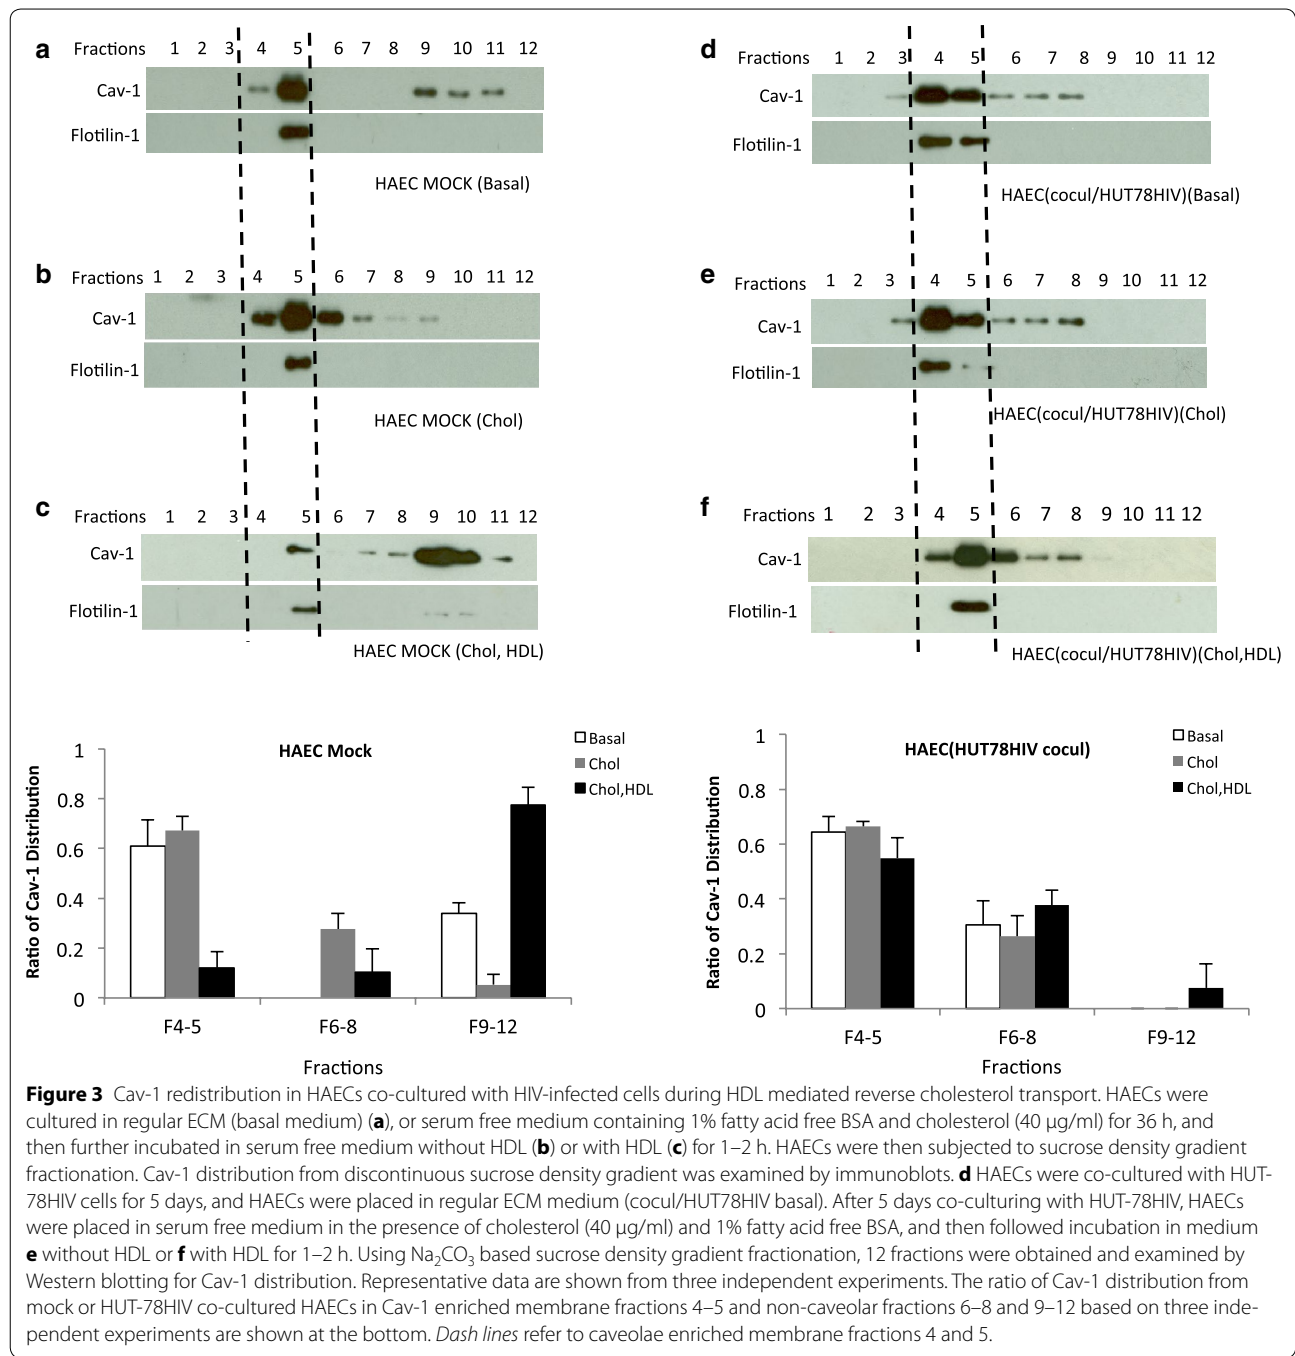 a
Fractions 1 2 3 4 5 6 7 8 9 10 11 12
Cav-1
Flotilin-1
HAEC MOCK (Basal)
b
Fractions 1 2 3 4 5 6 7 8 9 10 11 12
Cav-1
Flotilin-1
HAEC MOCK (Chol)
c
Fractions 1 2 3 4 5 6 7 8 9 10 11 12
Cav-1
Flotilin-1
HAEC MOCK (Chol, HDL)
d
Fractions 1 2 3 4 5 6 7 8 9 10 11 12
Cav-1
Flotilin-1
HAEC(cocul/HUT78HIV)(Basal)
e
Fractions 1 2 3 4 5 6 7 8 9 10 11 12
Cav-1
Flotilin-1
HAEC(cocul/HUT78HIV)(Chol)
f
Fractions 1 2 3 4 5 6 7 8 9 10 11 12
Cav-1
Flotilin-1
HAEC(cocul/HUT78HIV)(Chol,HDL)
HAEC Mock
Basal
Chol
Chol,HDL
Ratio of Cav-1 Distribution
1
0.8
0.6
0.4
0.2
0
F4-5 F6-8 F9-12
Fractions
HAEC(HUT78HIV cocul)
Basal
Chol
Chol,HDL
Ratio of Cav-1 Distribution
1
0.8
0.6
0.4
0.2
0
F4-5 F6-8 F9-12
Fractions
Figure 3 Cav-1 redistribution in HAECs co-cultured with HIV-infected cells during HDL mediated reverse cholesterol transport. HAECs were
cultured in regular ECM (basal medium) (a), or serum free medium containing 1% fatty acid free BSA and cholesterol (40 µg/ml) for 36 h, and
then further incubated in serum free medium without HDL (b) or with HDL (c) for 1–2 h. HAECs were then subjected to sucrose density gradient
fractionation. Cav-1 distribution from discontinuous sucrose density gradient was examined by immunoblots. d HAECs were co-cultured with HUT-
78HIV cells for 5 days, and HAECs were placed in regular ECM medium (cocul/HUT78HIV basal). After 5 days co-culturing with HUT-78HIV, HAECs
were placed in serum free medium in the presence of cholesterol (40 µg/ml) and 1% fatty acid free BSA, and then followed incubation in medium
e without HDL or f with HDL for 1–2 h. Using Na₂CO₃ based sucrose density gradient fractionation, 12 fractions were obtained and examined by
Western blotting for Cav-1 distribution. Representative data are shown from three independent experiments. The ratio of Cav-1 distribution from
mock or HUT-78HIV co-cultured HAECs in Cav-1 enriched membrane fractions 4–5 and non-caveolar fractions 6–8 and 9–12 based on three inde-
pendent experiments are shown at the bottom. Dash lines refer to caveolae enriched membrane fractions 4 and 5.